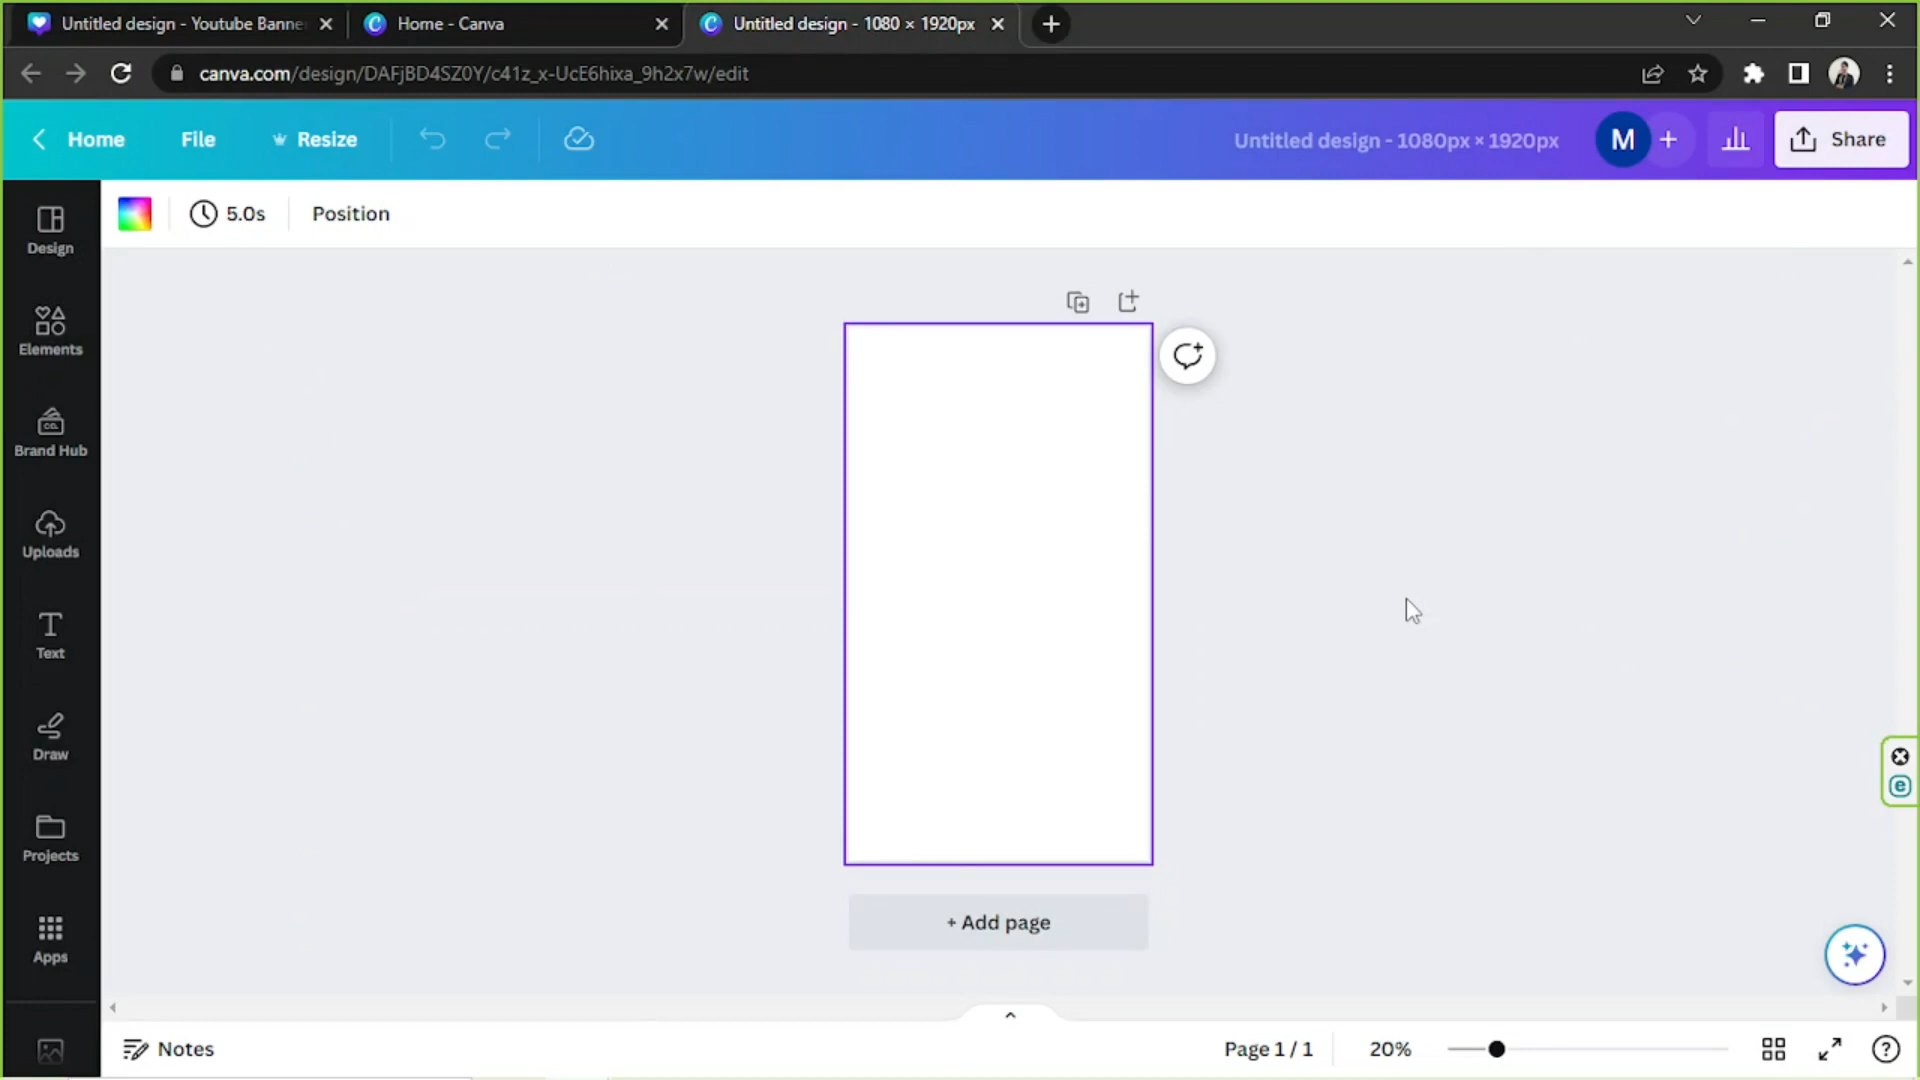 Untitled design - Youtube Banne
Home - Canva
Untitled design - 1080 × 1920px
canva.com/design/DAFjBD4SZ0Y/c41z_x-UcE6hixa_9h2x7w/edit
Home
File
Resize
Untitled design - 1080px × 1920px
M
Share
5.0s
Position
Design
Elements
CO.
Brand Hub
Uploads
Text
Draw
Projects
Apps
+ Add page
Notes
Page 1 / 1
20%